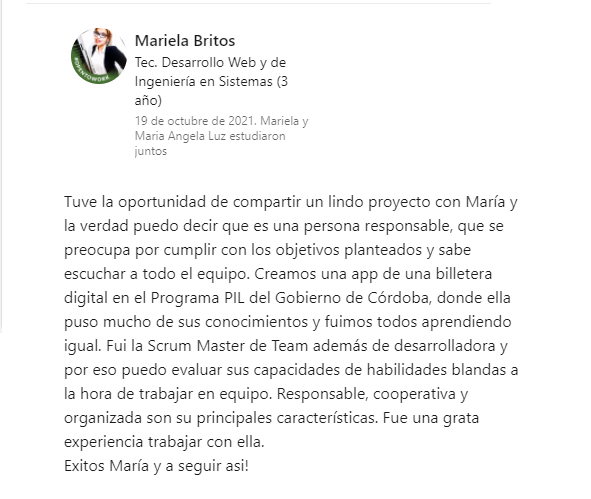 Mariela Britos
Tec. Desarrollo Web y de
Ingeniería en Sistemas (3
año)
19 de octubre de 2021. Mariela y
Maria Angela Luz estudiaron
juntos
#OPENTOWORK
Tuve la oportunidad de compartir un lindo proyecto con María y
la verdad puedo decir que es una persona responsable, que se
preocupa por cumplir con los objetivos planteados y sabe
escuchar a todo el equipo. Creamos una app de una billetera
digital en el Programa PIL del Gobierno de Córdoba, donde ella
puso mucho de sus conocimientos y fuimos todos aprendiendo
igual. Fui la Scrum Master de Team además de desarrolladora y
por eso puedo evaluar sus capacidades de habilidades blandas a
la hora de trabajar en equipo. Responsable, cooperativa y
organizada son su principales características. Fue una grata
experiencia trabajar con ella.
Exitos María y a seguir asi!